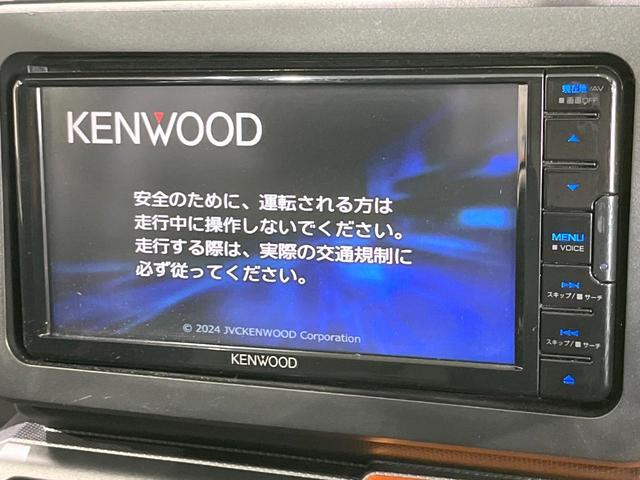 KENWOOD
安全のために、運転される方は
走行中に操作しないでください。
走行する際は、実際の交通規制に
必ず従ってください。
© 2024 JVCKENWOOD Corporation
KENWOOD
現在地/AV
■ 画面OFF
MENU
■ VOICE
スキップ/■サーチ
スキップ/■サーチ